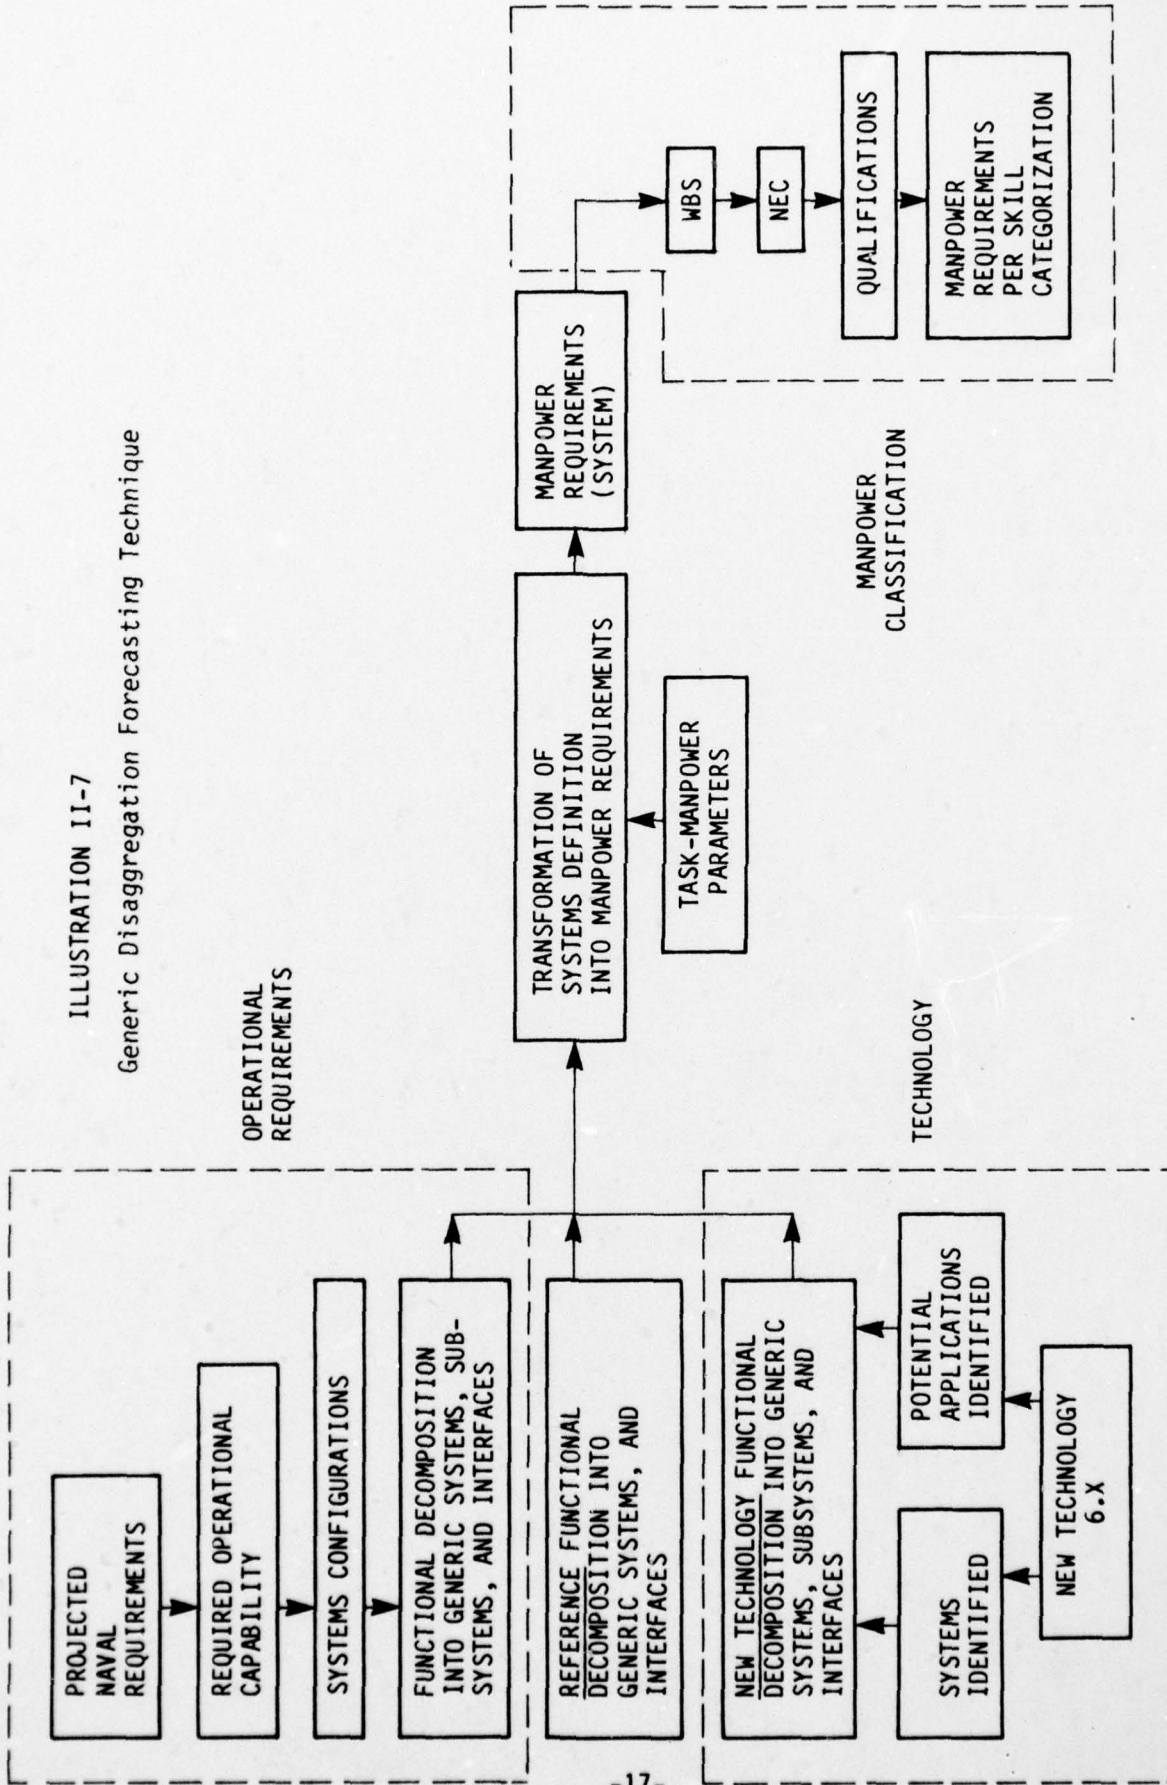 ILLUSTRATION II-7
Generic Disaggregation Forecasting Technique
OPERATIONAL
REQUIREMENTS
PROJECTED
NAVAL
REQUIREMENTS
REQUIRED OPERATIONAL
CAPABILITY
SYSTEMS CONFIGURATIONS
FUNCTIONAL DECOMPOSITION
INTO GENERIC SYSTEMS, SUB-
SYSTEMS, AND INTERFACES
REFERENCE FUNCTIONAL
DECOMPOSITION INTO
GENERIC SYSTEMS, AND
INTERFACES
NEW TECHNOLOGY FUNCTIONAL
DECOMPOSITION INTO GENERIC
SYSTEMS, SUBSYSTEMS, AND
INTERFACES
SYSTEMS
IDENTIFIED
POTENTIAL
APPLICATIONS
IDENTIFIED
NEW TECHNOLOGY
6.X
TECHNOLOGY
TRANSFORMATION OF
SYSTEMS DEFINITION
INTO MANPOWER REQUIREMENTS
TASK-MANPOWER
PARAMETERS
MANPOWER
REQUIREMENTS
(SYSTEM)
WBS
NEC
QUALIFICATIONS
MANPOWER
REQUIREMENTS
PER SKILL
CATEGORIZATION
MANPOWER
CLASSIFICATION
-17-